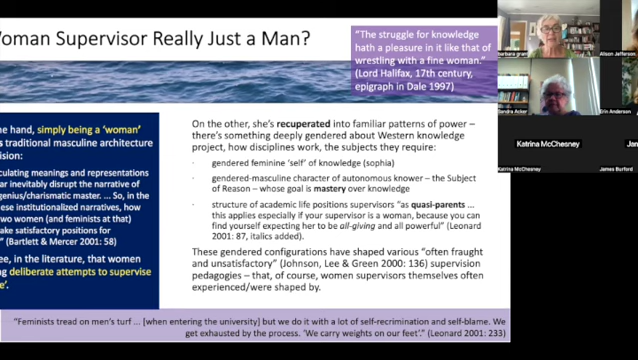 Woman Supervisor Really Just a Man?
"The struggle for knowledge
hath a pleasure in it like that of
wrestling with a fine woman."
(Lord Halifax, 17th century,
epigraph in Dale 1997)
hand, simply being a 'woman'
traditional masculine architecture
culating meanings and representations
inevitably disrupt the narrative of
genius/charismatic master. ... So, in the
institutionalized narratives, how
two women (and feminists at that)
satisfactory positions for
(Bartlett & Mercer 2001: 58)
in the literature, that women
deliberate attempts to supervise
On the other, she's recuperated into familiar patterns of power –
there's something deeply gendered about Western knowledge
project, how disciplines work, the subjects they require:
· gendered feminine 'self' of knowledge (sophia)
· gendered-masculine character of autonomous knower – the Subject
of Reason – whose goal is mastery over knowledge
· structure of academic life positions supervisors "as quasi-parents ...
this applies especially if your supervisor is a woman, because you can
find yourself expecting her to be all-giving and all powerful" (Leonard
2001: 87, italics added).
These gendered configurations have shaped various "often fraught
and unsatisfactory" (Johnson, Lee & Green 2000: 136) supervision
pedagogies – that, of course, women supervisors themselves often
experienced/were shaped by.
"Feminists tread on men's turf ... [when entering the university] but we do it with a lot of self-recrimination and self-blame. We
get exhausted by the process. 'We carry weights on our feet'." (Leonard 2001: 233)
barbara grant
Alison Jefferson
Sandra Acker
Erin Anderson
Katrina McChesney
Katrina McChesney
James Burford